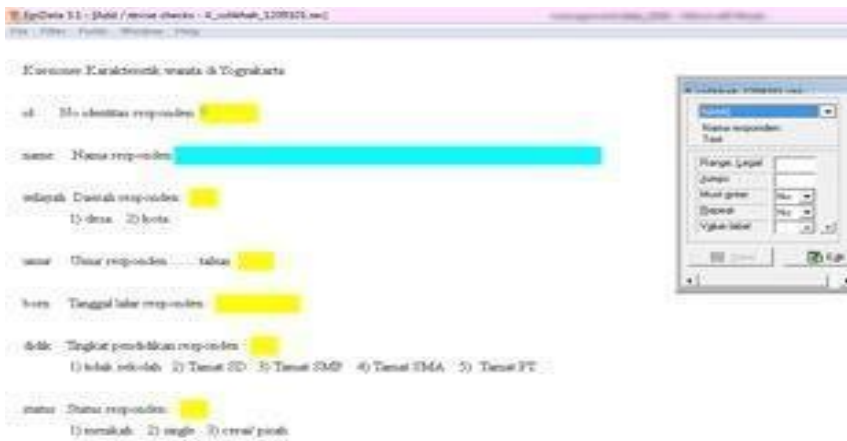 EpiData 3.1 - [Add / revise checks -
File Filter Window Help
Kuesioner Karakteristik wanita di Yogyakarta
id No identitas responden
name Nama responden
wilayah Daerah responden
1) desa 2) kota
umur Umur responden ..... tahun
born Tanggal lahir responden
didik Tingkat pendidikan responden
1) tidak sekolah 2) Tamat SD 3) Tamat SMP 4) Tamat SMA 5) Tamat PT
status Status responden
1) menikah 2) single 3) cerai/ pisah
Nama responden
Text
Range, Legal
Jumps
Must enter No
Repeat No
Value label